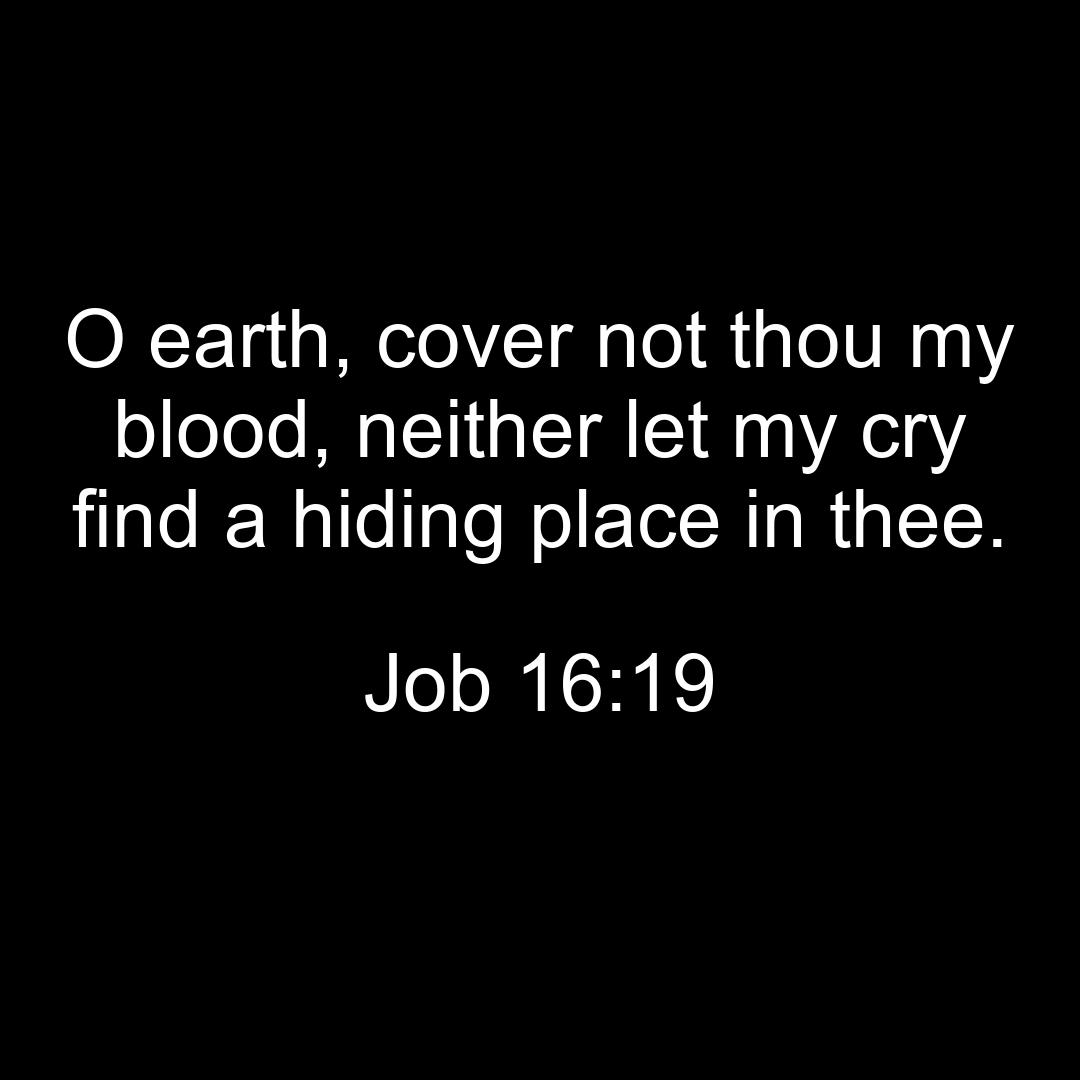 O earth, cover not thou my
blood, neither let my cry
find a hiding place in thee.
Job 16:19